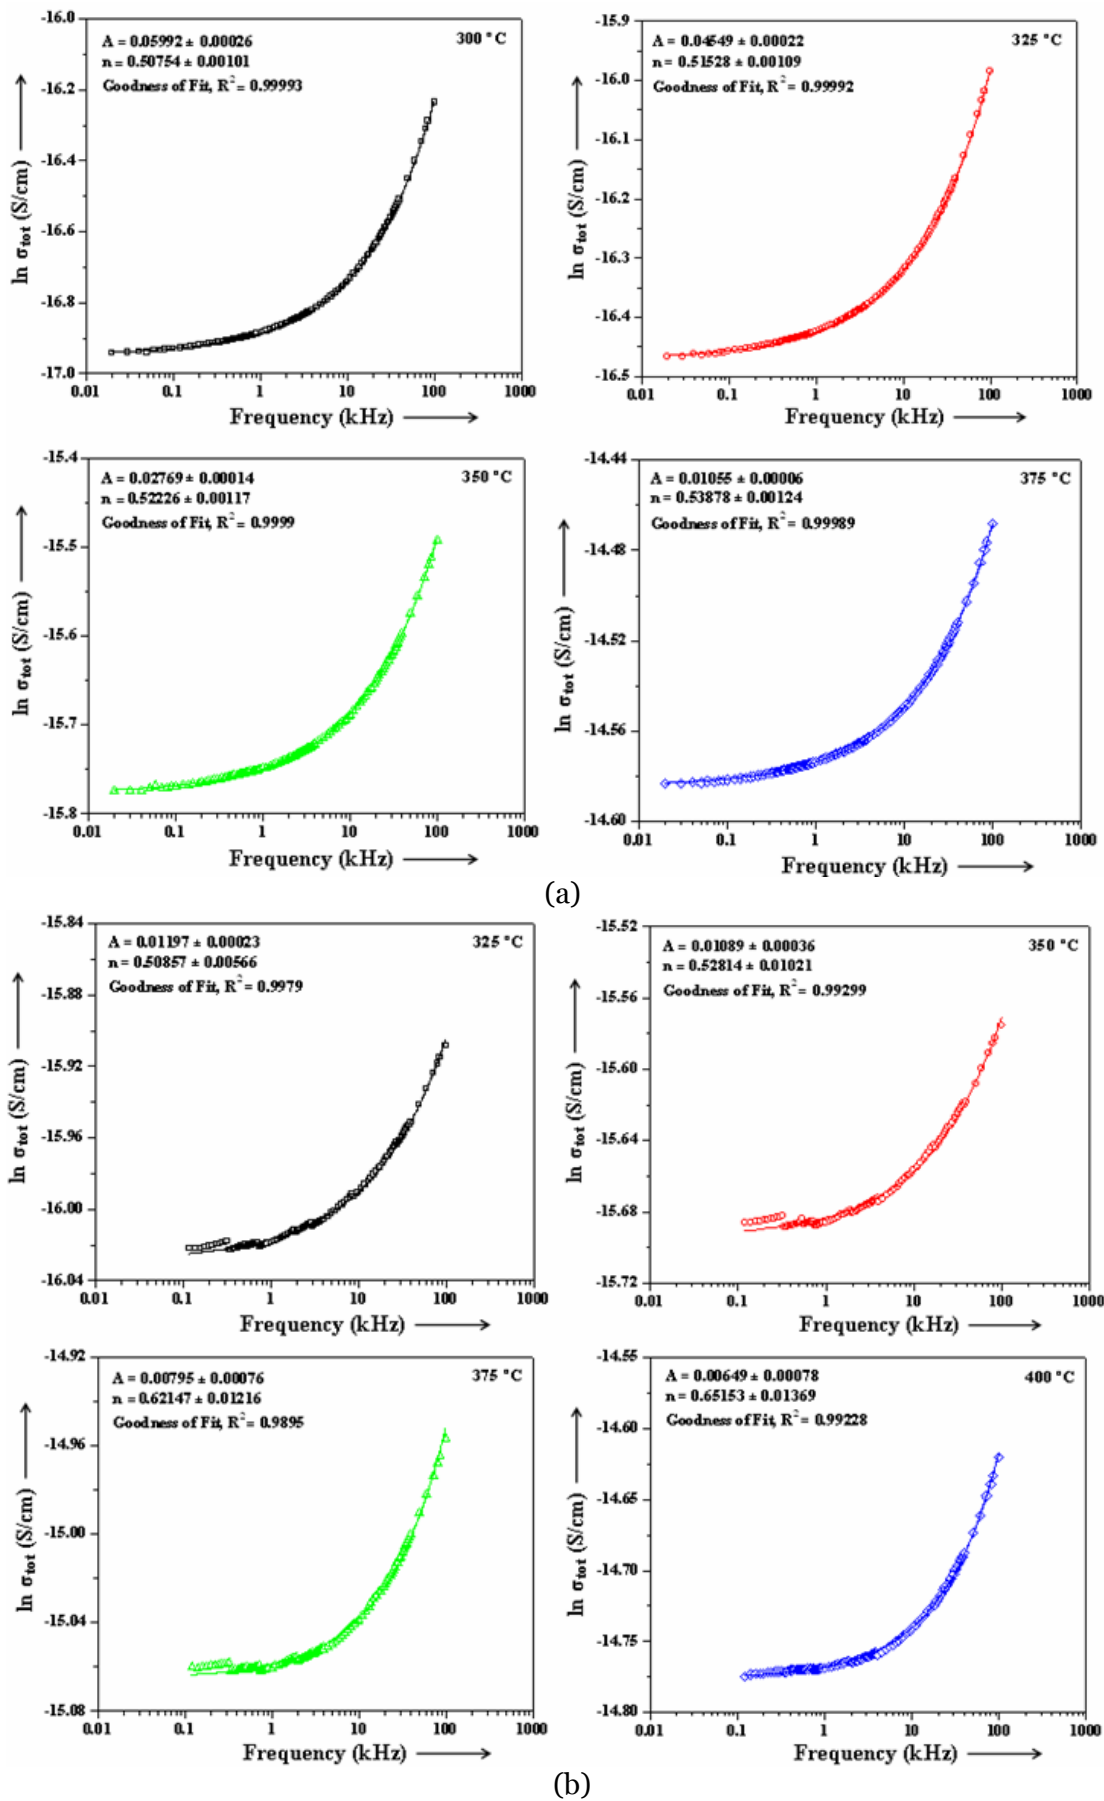 A = 0.05992 ± 0.00026
n = 0.50754 ± 0.00101
Goodness of Fit, R² = 0.99993
300 °C
ln σtot (S/cm)
-16.0
-16.2
-16.4
-16.6
-16.8
-17.0
0.01 0.1 1 10 100 1000
Frequency (kHz)
A = 0.04549 ± 0.00022
n = 0.51528 ± 0.00109
Goodness of Fit, R² = 0.99992
325 °C
ln σtot (S/cm)
-15.9
-16.0
-16.1
-16.2
-16.3
-16.4
-16.5
0.01 0.1 1 10 100 1000
Frequency (kHz)
A = 0.02769 ± 0.00014
n = 0.52226 ± 0.00117
Goodness of Fit, R² = 0.9999
350 °C
ln σtot (S/cm)
-15.4
-15.5
-15.6
-15.7
-15.8
0.01 0.1 1 10 100 1000
Frequency (kHz)
A = 0.01055 ± 0.00006
n = 0.53878 ± 0.00124
Goodness of Fit, R² = 0.99989
375 °C
ln σtot (S/cm)
-14.44
-14.48
-14.52
-14.56
-14.60
0.01 0.1 1 10 100 1000
Frequency (kHz)
(a)
A = 0.01197 ± 0.00023
n = 0.50857 ± 0.00566
Goodness of Fit, R² = 0.9979
325 °C
ln σtot (S/cm)
-15.84
-15.88
-15.92
-15.96
-16.00
-16.04
0.01 0.1 1 10 100 1000
Frequency (kHz)
A = 0.01089 ± 0.00036
n = 0.52814 ± 0.01021
Goodness of Fit, R² = 0.99299
350 °C
ln σtot (S/cm)
-15.52
-15.56
-15.60
-15.64
-15.68
-15.72
0.01 0.1 1 10 100 1000
Frequency (kHz)
A = 0.00795 ± 0.00076
n = 0.62147 ± 0.01216
Goodness of Fit, R² = 0.9895
375 °C
ln σtot (S/cm)
-14.92
-14.96
-15.00
-15.04
-15.08
0.01 0.1 1 10 100 1000
Frequency (kHz)
A = 0.00649 ± 0.00078
n = 0.65153 ± 0.01369
Goodness of Fit, R² = 0.99228
400 °C
ln σtot (S/cm)
-14.55
-14.60
-14.65
-14.70
-14.75
-14.80
0.01 0.1 1 10 100 1000
Frequency (kHz)
(b)